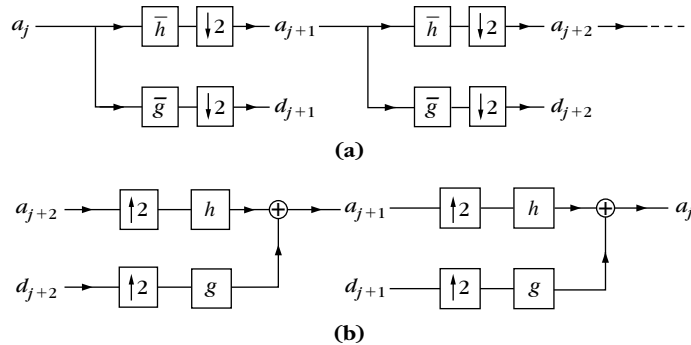 a_j h̅ ↓2 a_{j+1} h̅ ↓2 a_{j+2}
g̅ ↓2 d_{j+1} g̅ ↓2 d_{j+2}
(a)
a_{j+2} ↑2 h + a_{j+1} ↑2 h + a_j
d_{j+2} ↑2 g d_{j+1} ↑2 g
(b)